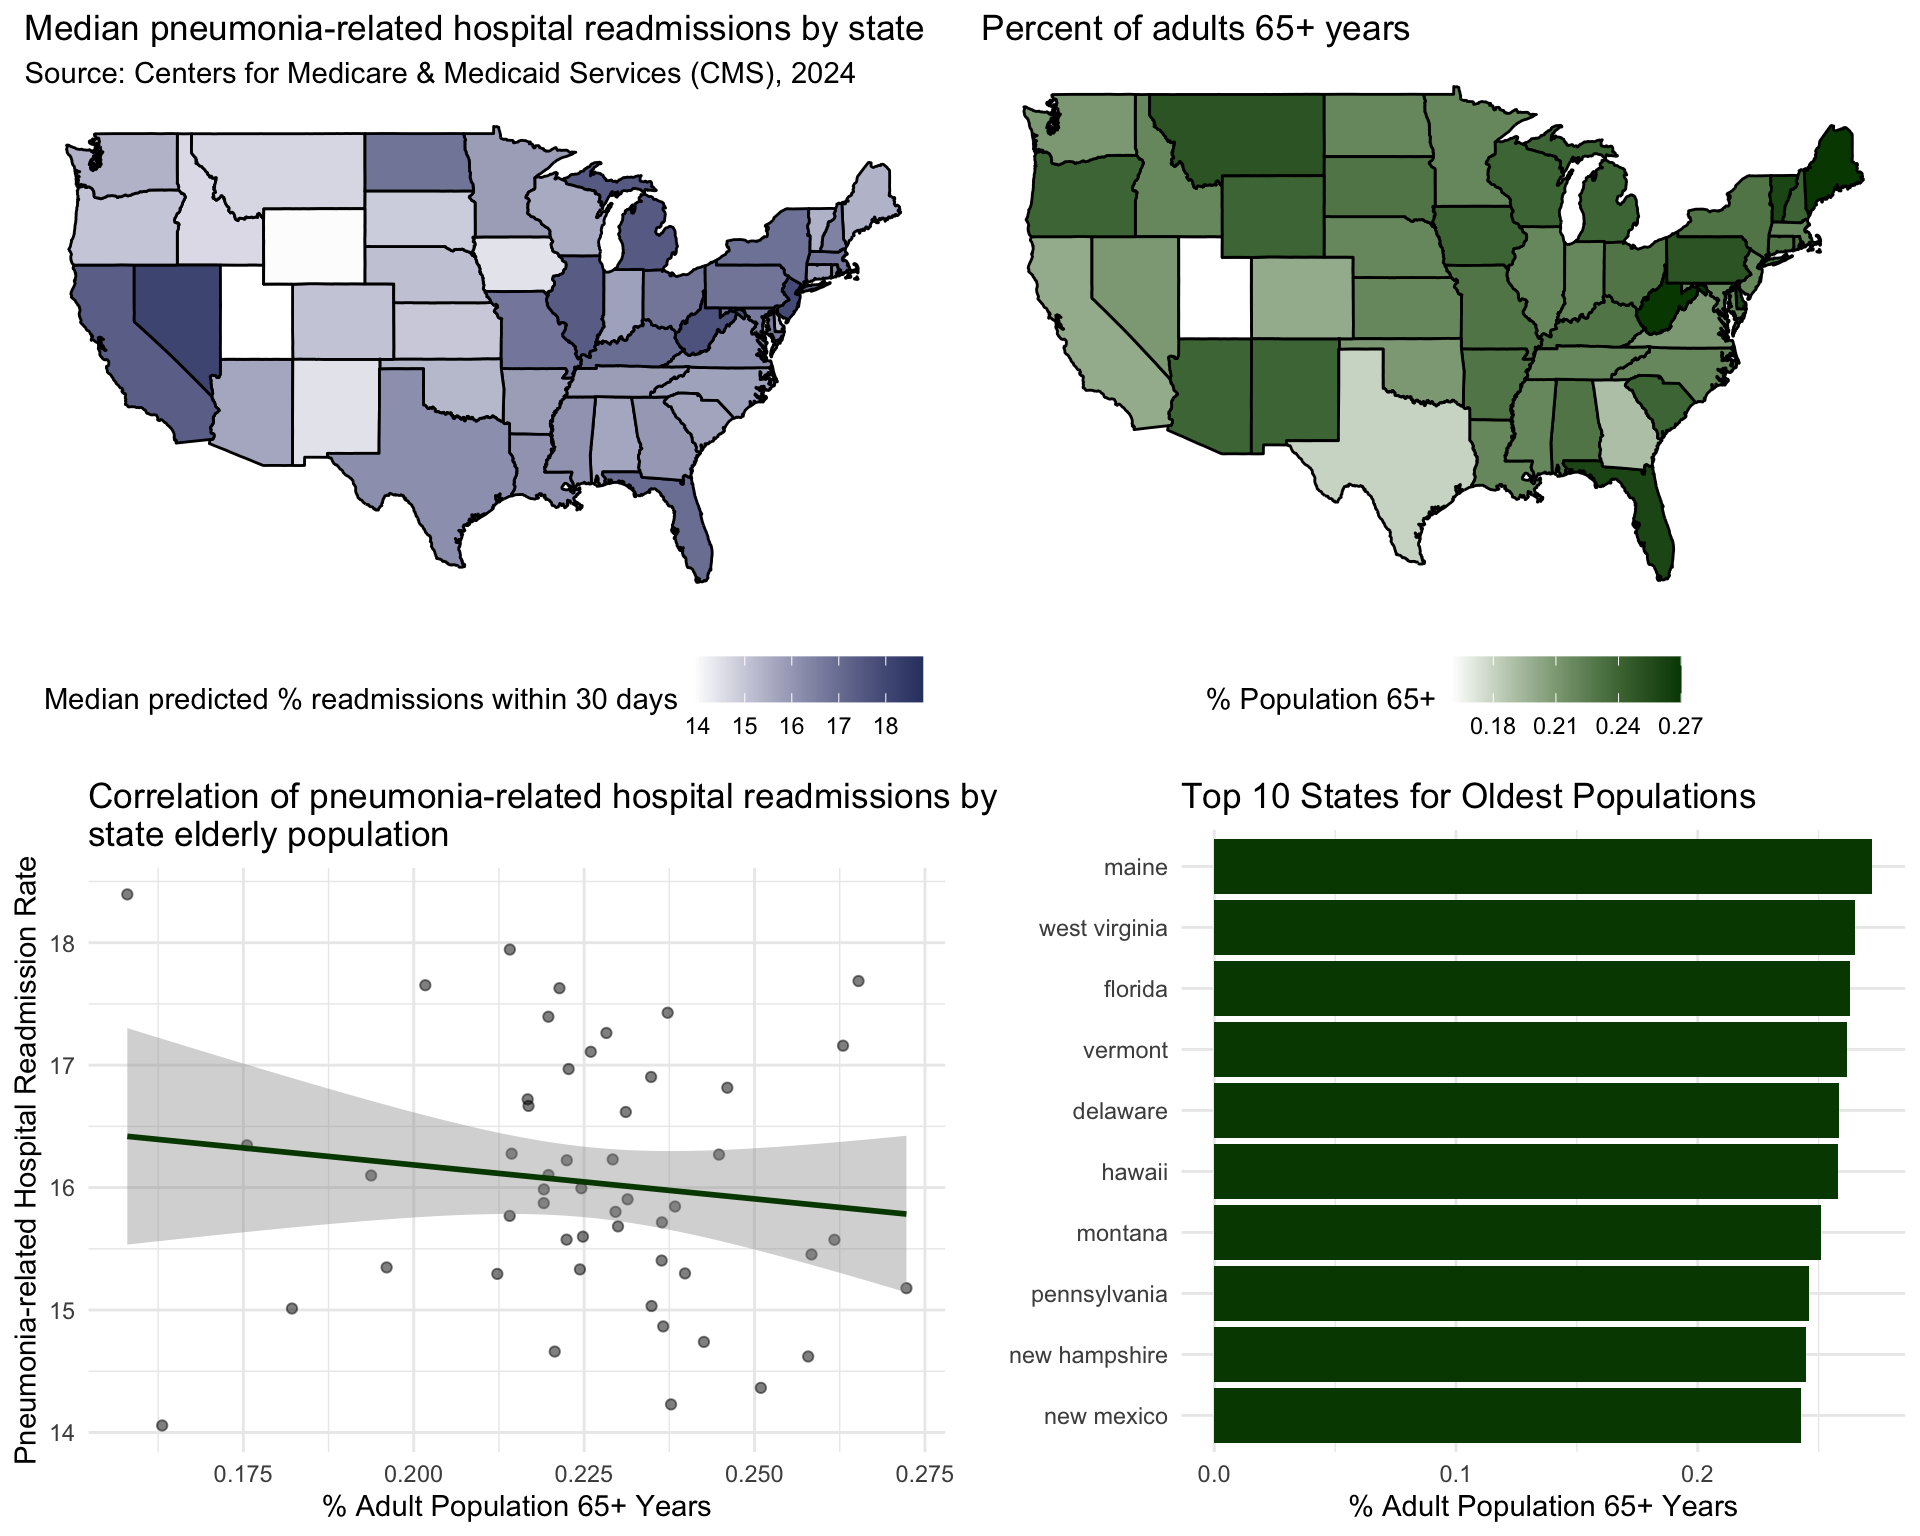 Median pneumonia-related hospital readmissions by state
Source: Centers for Medicare & Medicaid Services (CMS), 2024
Median predicted % readmissions within 30 days
14 15 16 17 18
Percent of adults 65+ years
% Population 65+
0.18 0.21 0.24 0.27
Correlation of pneumonia-related hospital readmissions by
state elderly population
Pneumonia-related Hospital Readmission Rate
18
17
16
15
14
0.175 0.200 0.225 0.250 0.275
% Adult Population 65+ Years
Top 10 States for Oldest Populations
maine
west virginia
florida
vermont
delaware
hawaii
montana
pennsylvania
new hampshire
new mexico
0.0 0.1 0.2
% Adult Population 65+ Years